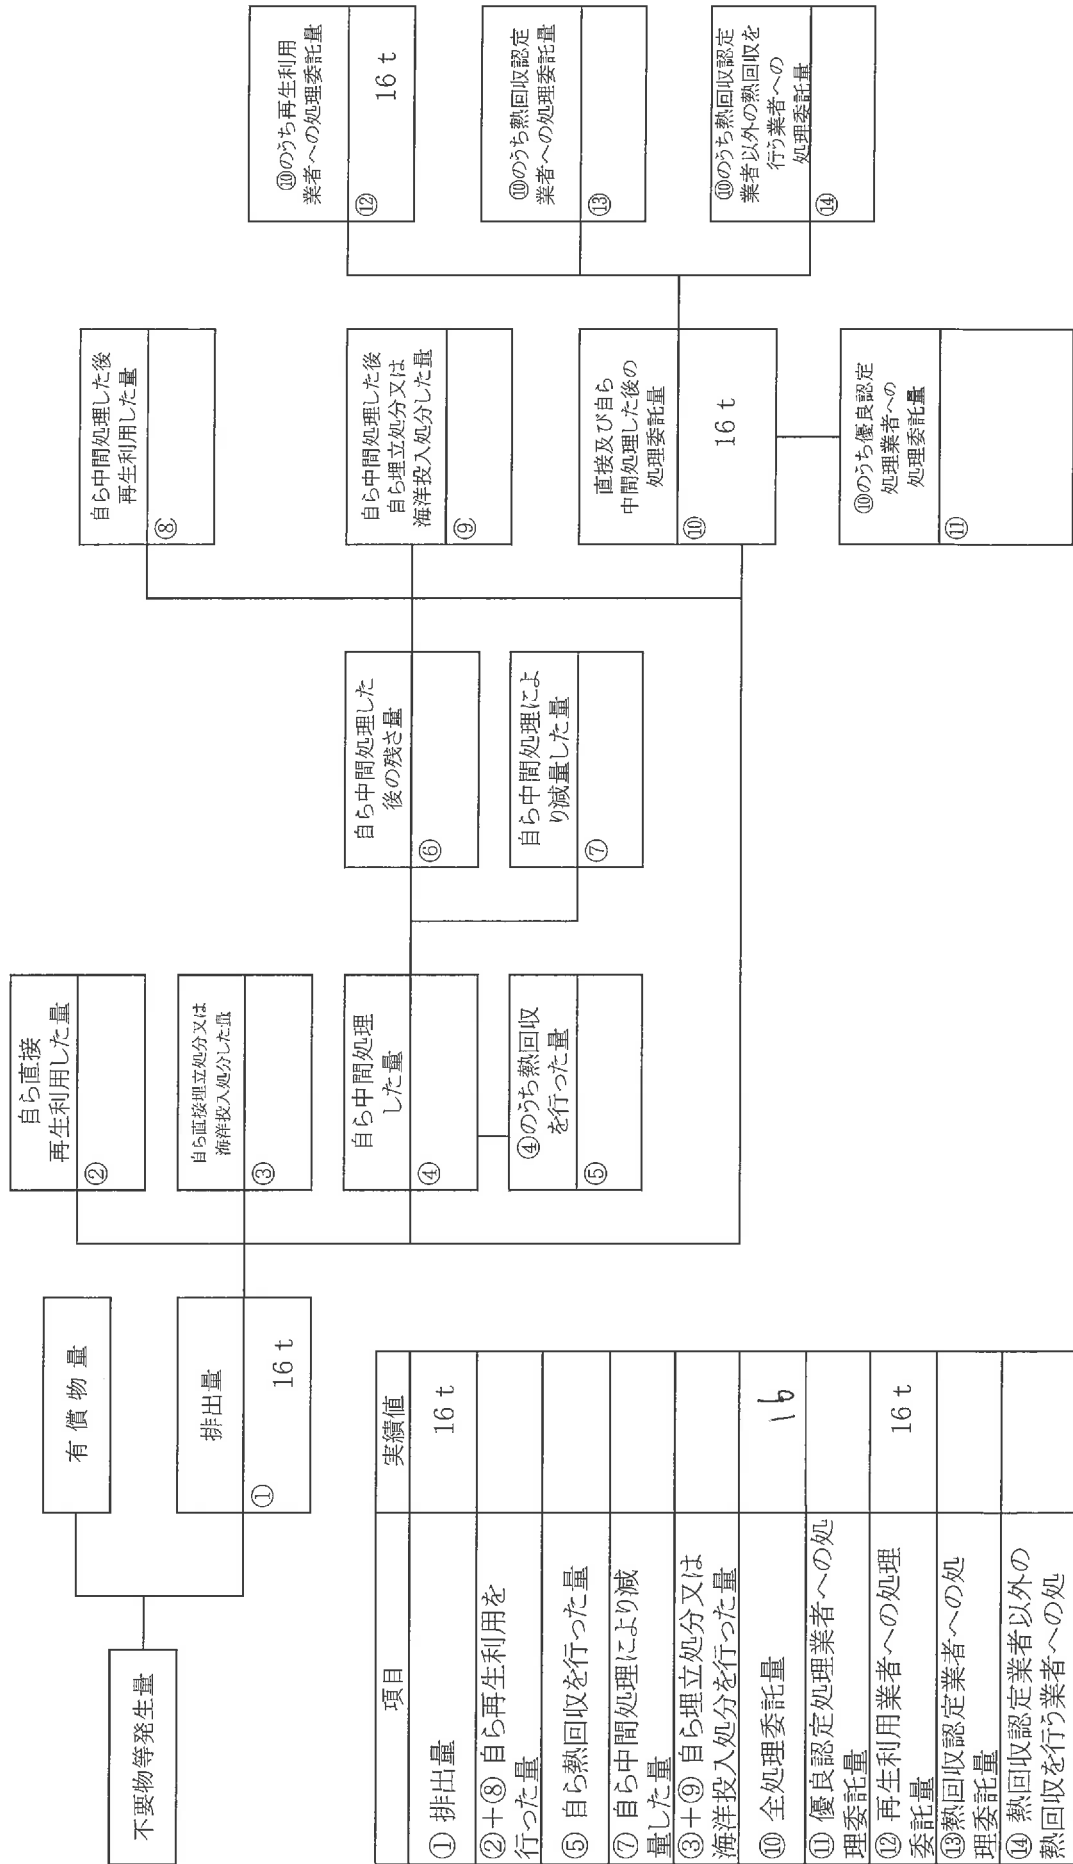 不要物等発生量
有償物量
排出量
①
16 t
自ら直接
再生利用した量
②
自ら直接埋立処分又は
海洋投入処分した量
③
自ら中間処理
した量
④
④のうち熱回収
を行った量
⑤
自ら中間処理した
後の残さ量
⑥
自ら中間処理によ
り減量した量
⑦
自ら中間処理した後
再生利用した量
⑧
自ら中間処理した後
自ら埋立処分又は
海洋投入処分した量
⑨
直接及び自ら
中間処理した後の
処理委託量
⑩
16 t
⑩のうち優良認定
処理業者への
処理委託量
⑪
⑩のうち再生利用
業者への処理委託量
⑫
16 t
⑩のうち熱回収認定
業者への処理委託量
⑬
⑩のうち熱回収認定
業者以外の熱回収を
行う業者への
処理委託量
⑭
項目 実績値
① 排出量 16 t
②+⑧ 自ら再生利用を
行った量
⑤ 自ら熱回収を行った量
⑦ 自ら中間処理により減
量した量
③+⑨ 自ら埋立処分又は
海洋投入処分を行った量
⑩ 全処理委託量 16
⑪ 優良認定処理業者への処
理委託量
⑫ 再生利用業者への処理
委託量 16 t
⑬熱回収認定業者への処
理委託量
⑭ 熱回収認定業者以外の
熱回収を行う業者への処